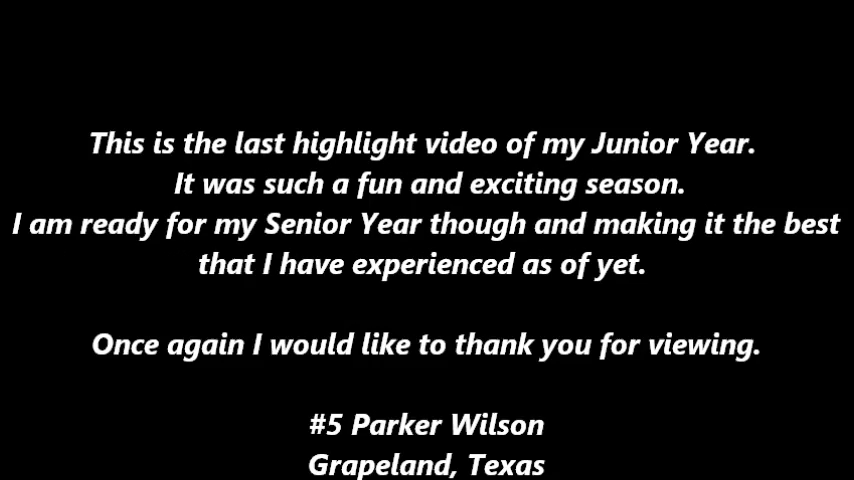 This is the last highlight video of my Junior Year.
It was such a fun and exciting season.
I am ready for my Senior Year though and making it the best
that I have experienced as of yet.
Once again I would like to thank you for viewing.
#5 Parker Wilson
Grapeland, Texas